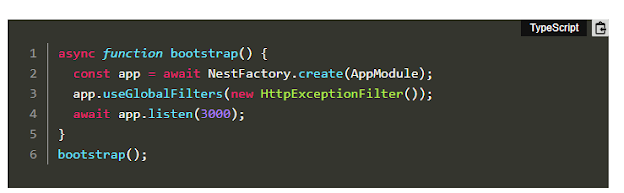 TypeScript
1 async function bootstrap() {
2 const app = await NestFactory.create(AppModule);
3 app.useGlobalFilters(new HttpExceptionFilter());
4 await app.listen(3000);
5 }
6 bootstrap();